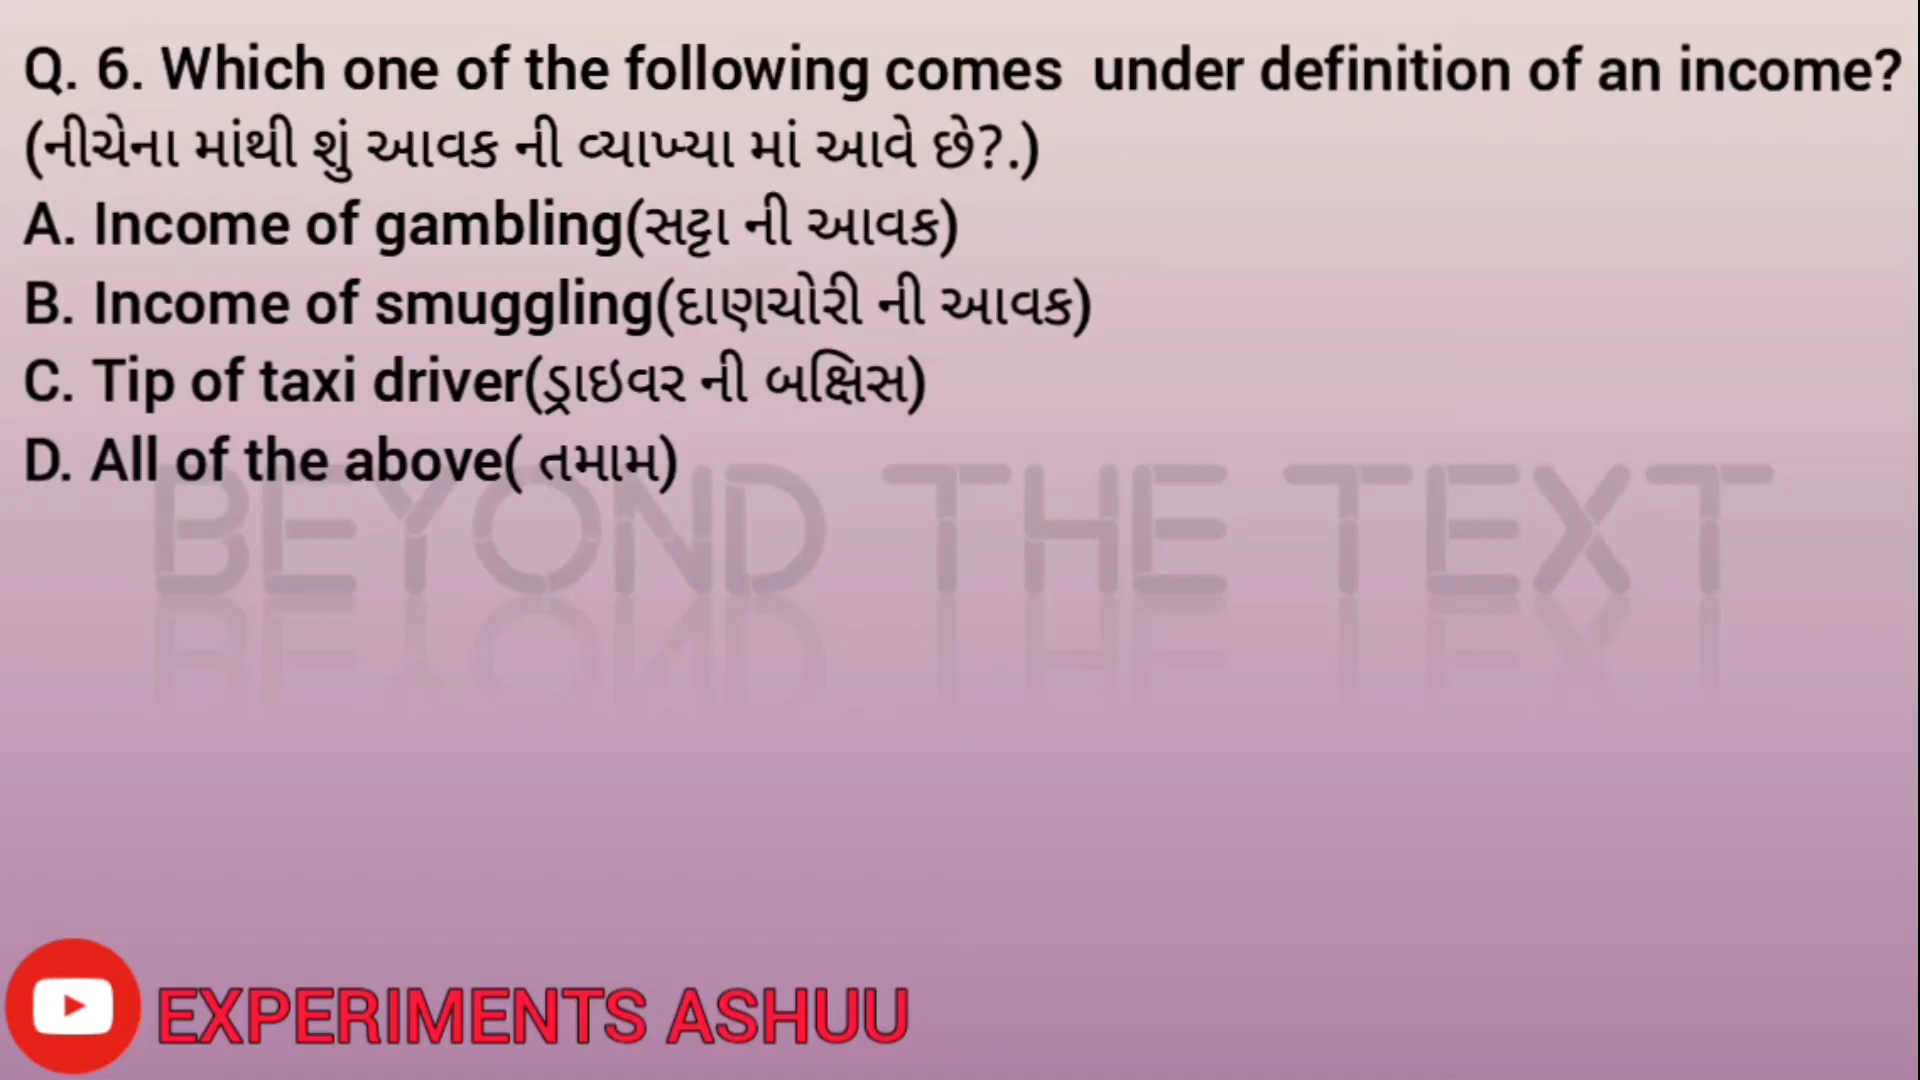 Q. 6. Which one of the following comes under definition of an income?
(નીચેના માંથી શું આવક ની વ્યાખ્યા માં આવે છે?.)
A. Income of gambling(સટ્ટા ની આવક)
B. Income of smuggling(દાણચોરી ની આવક)
C. Tip of taxi driver(ડ્રાઇવર ની બક્ષિસ)
D. All of the above( તમામ)
BEYOND THE TEXT
EXPERIMENTS ASHUU